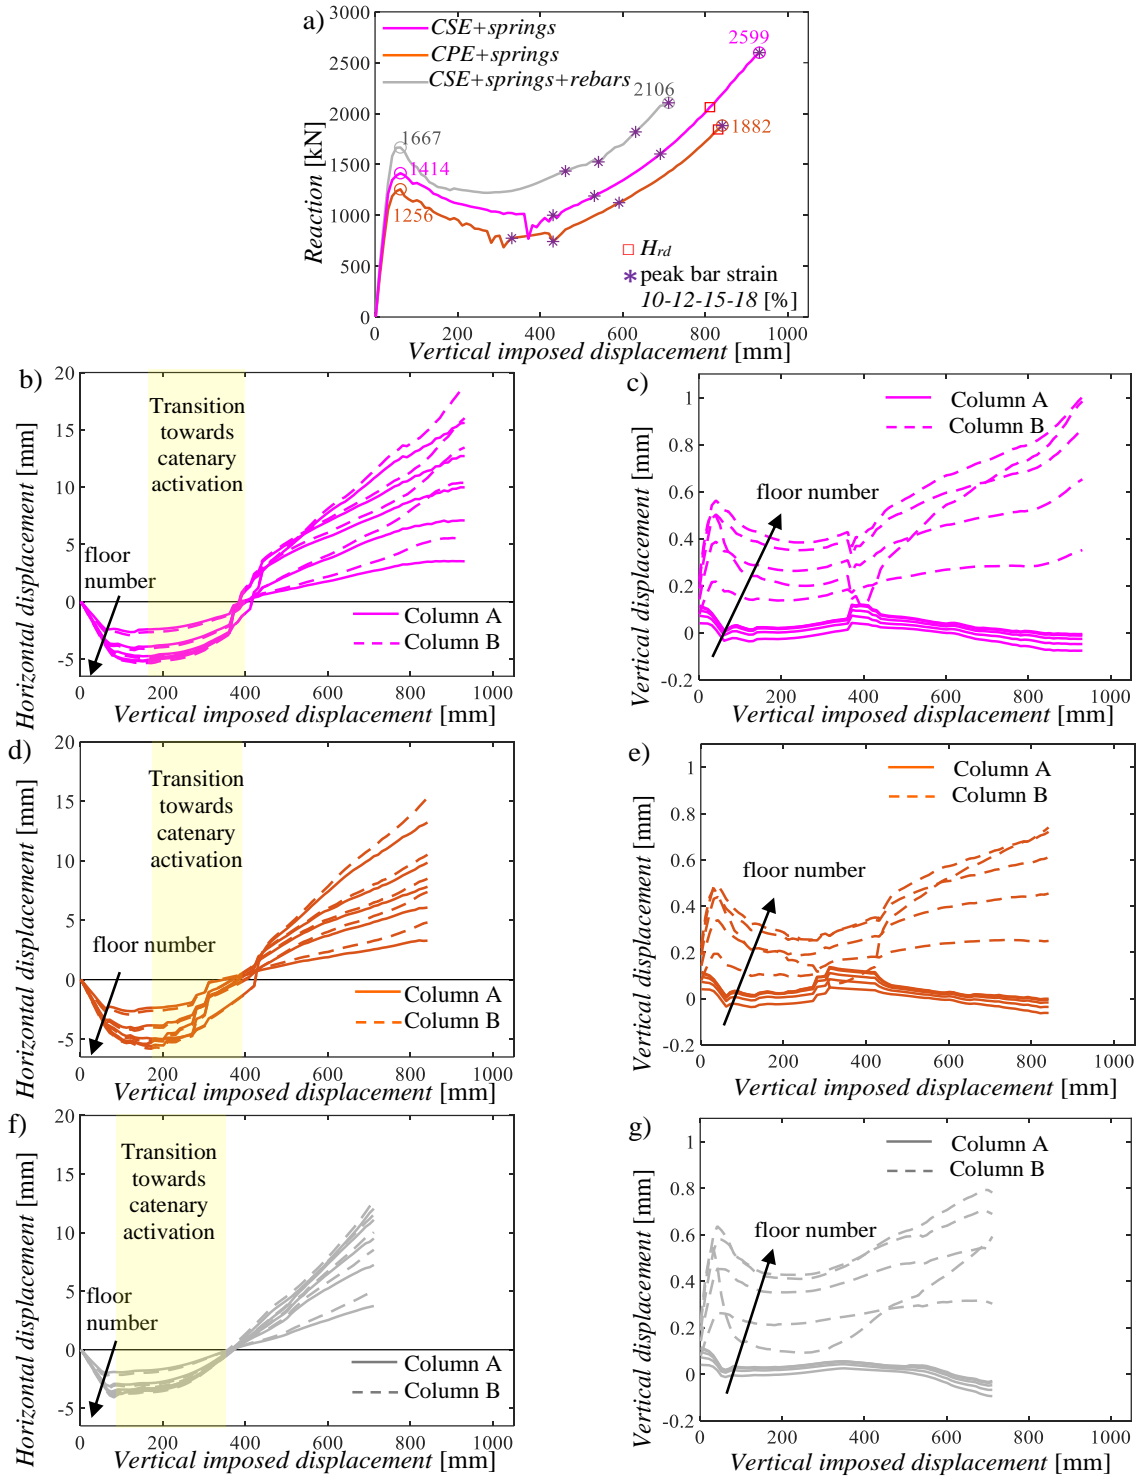 a)
3000
2500
2000
1500
1000
500
0
Reaction [kN]
CSE+springs
CPE+springs
CSE+springs+rebars
2599
2106
1882
1667
1414
1256
Hrd
peak bar strain
10-12-15-18 [%]
0 200 400 600 800 1000
Vertical imposed displacement [mm]
b)
20
15
10
5
0
-5
Horizontal displacement [mm]
Transition
towards
catenary
activation
floor
number
Column A
Column B
0 200 400 600 800 1000
Vertical imposed displacement [mm]
c)
1
0.8
0.6
0.4
0.2
0
-0.2
Vertical displacement [mm]
Column A
Column B
floor number
0 200 400 600 800 1000
Vertical imposed displacement [mm]
d)
20
15
10
5
0
-5
Horizontal displacement [mm]
Transition
towards
catenary
activation
floor number
Column A
Column B
0 200 400 600 800 1000
Vertical imposed displacement [mm]
e)
1
0.8
0.6
0.4
0.2
0
-0.2
Vertical displacement [mm]
Column A
Column B
floor number
0 200 400 600 800 1000
Vertical imposed displacement [mm]
f)
20
15
10
5
0
-5
Horizontal displacement [mm]
Transition
towards
catenary
activation
floor
number
Column A
Column B
0 200 400 600 800 1000
Vertical imposed displacement [mm]
g)
1
0.8
0.6
0.4
0.2
0
-0.2
Vertical displacement [mm]
Column A
Column B
floor number
0 200 400 600 800 1000
Vertical imposed displacement [mm]